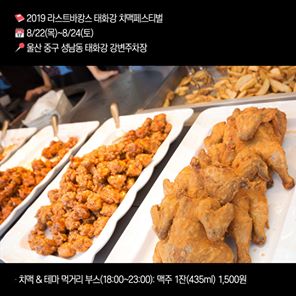 2019 라스트바캉스 태화강 치맥페스티벌
8/22(목)~8/24(토)
울산 중구 성남동 태화강 강변주차장
· 치맥 & 테마 먹거리 부스(18:00~23:00): 맥주 1잔(435ml) 1,500원